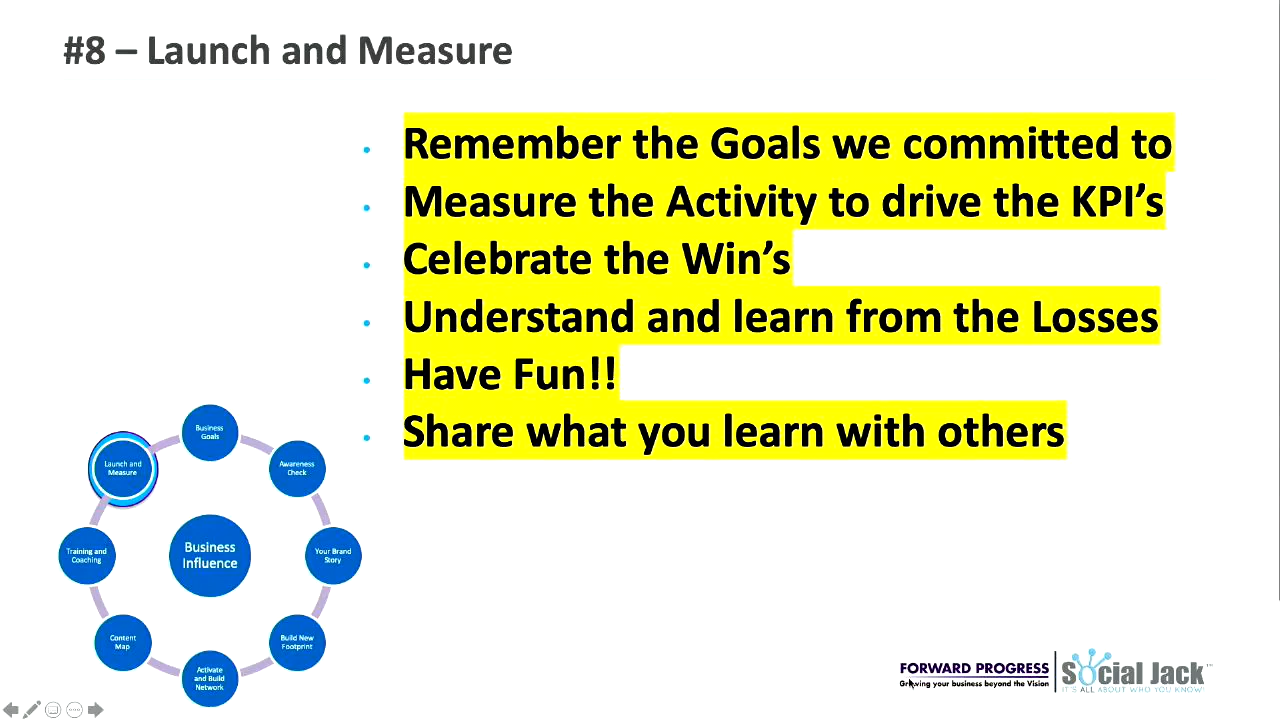 #8 – Launch and Measure
• Remember the Goals we committed to
• Measure the Activity to drive the KPI’s
• Celebrate the Win’s
• Understand and learn from the Losses
• Have Fun!!
• Share what you learn with others
Business
Goals
Awareness
Check
Your Brand
Story
Build New
Footprint
Activate
and Build
Network
Content
Map
Training and
Coaching
Launch and
Measure
Business
Influence
FORWARD PROGRESS
Growing your business beyond the Vision
Social Jack™
IT'S ALL ABOUT WHO YOU KNOW!